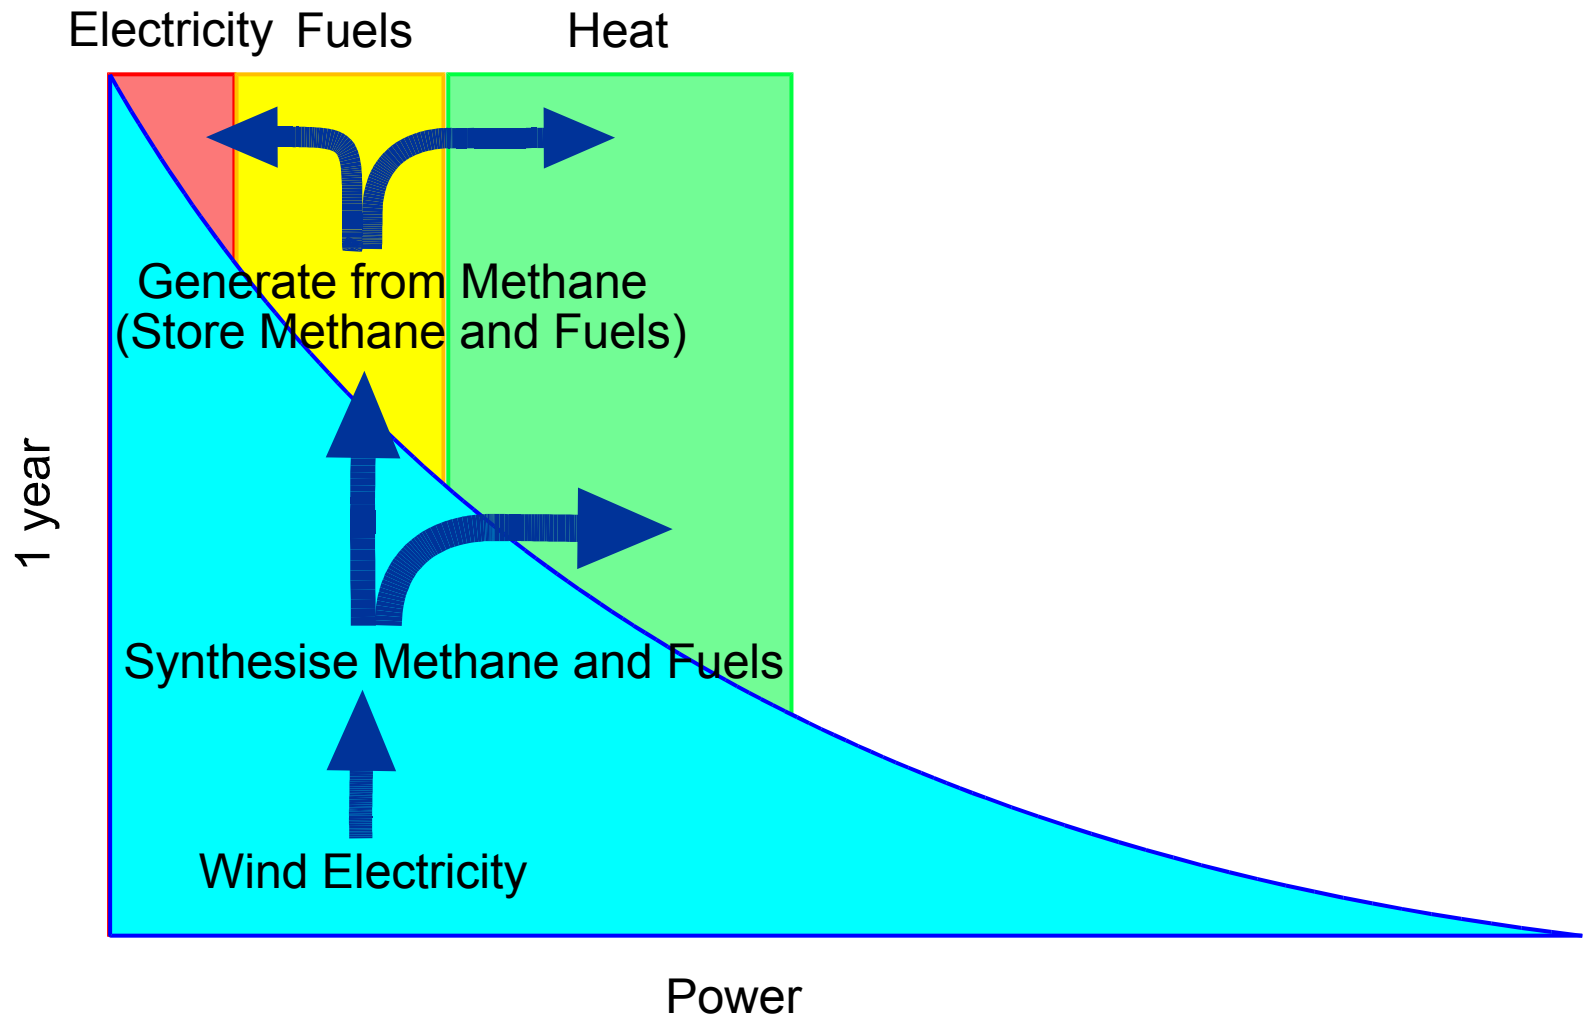 Electricity Fuels Heat
Generate from Methane
(Store Methane and Fuels)
1 year
Synthesise Methane and Fuels
Wind Electricity
Power